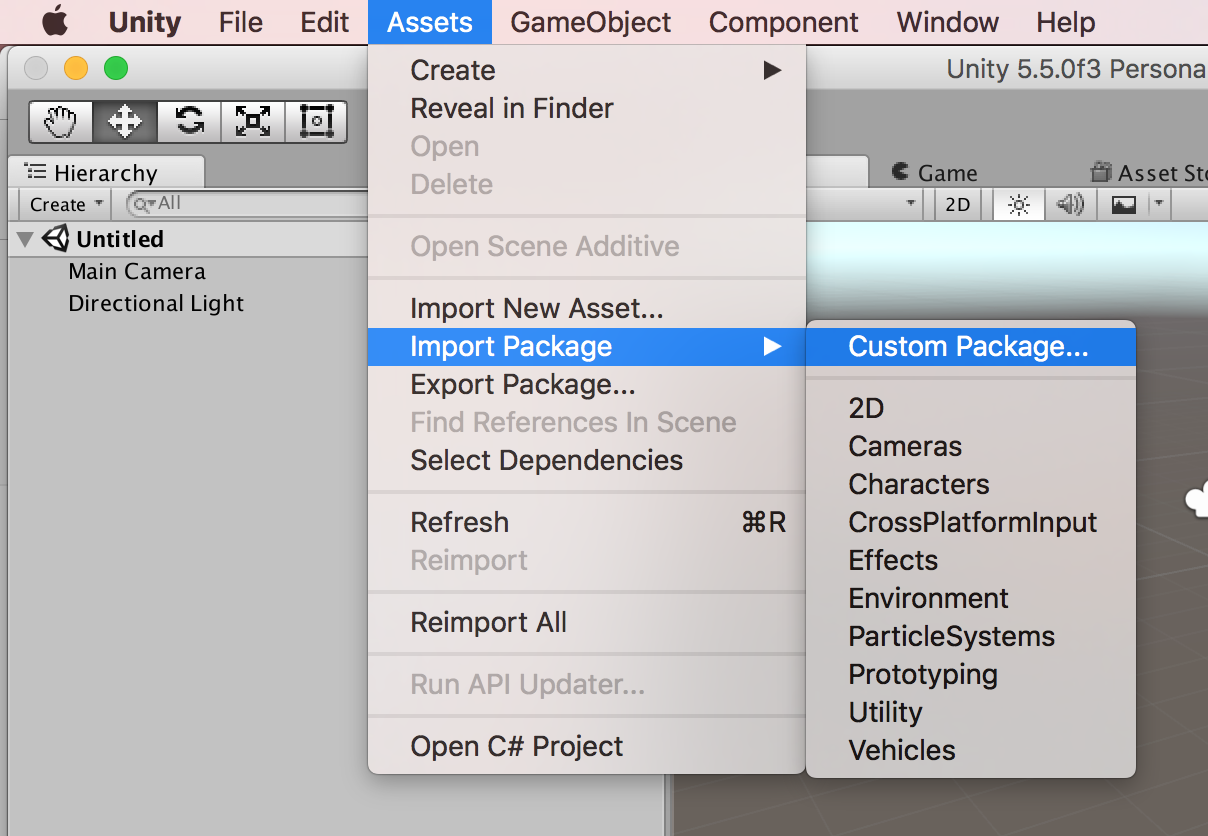 Unity File Edit Assets GameObject Component Window Help
Unity 5.5.0f3 Persona
Hierarchy
Game
Asset Sto
Create
All
2D
Untitled
Main Camera
Directional Light
Create
Reveal in Finder
Open
Delete
Open Scene Additive
Import New Asset...
Import Package
Export Package...
Find References In Scene
Select Dependencies
Refresh ⌘R
Reimport
Reimport All
Run API Updater...
Open C# Project
Custom Package...
2D
Cameras
Characters
CrossPlatformInput
Effects
Environment
ParticleSystems
Prototyping
Utility
Vehicles